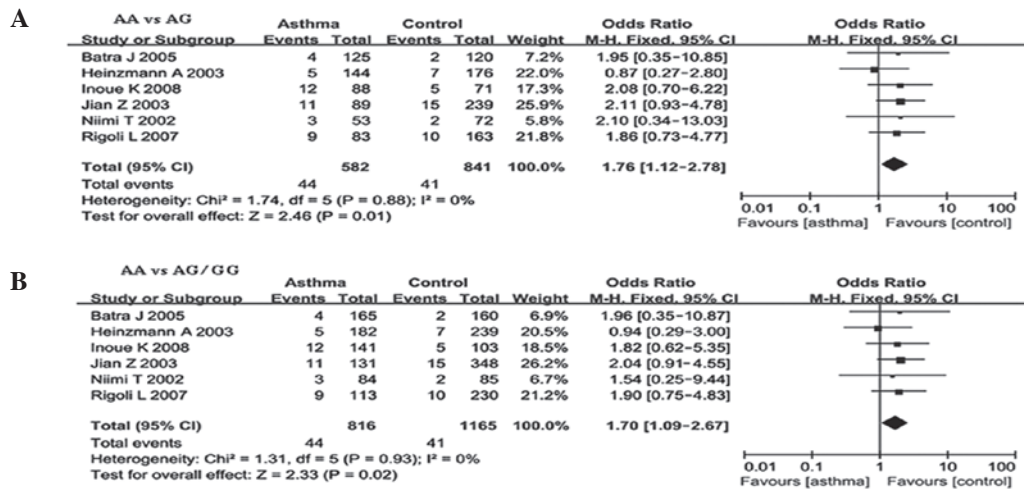 A
AA vs AG
Asthma Control Odds Ratio Odds Ratio
Study or Subgroup Events Total Events Total Weight M-H. Fixed. 95% CI M-H. Fixed. 95% CI
Batra J 2005 4 125 2 120 7.2% 1.95 [0.35-10.85]
Heinzmann A 2003 5 144 7 176 22.0% 0.87 [0.27-2.80]
Inoue K 2008 12 88 5 71 17.3% 2.08 [0.70-6.22]
Jian Z 2003 11 89 15 239 25.9% 2.11 [0.93-4.78]
Niimi T 2002 3 53 2 72 5.8% 2.10 [0.34-13.03]
Rigoli L 2007 9 83 10 163 21.8% 1.86 [0.73-4.77]
Total (95% CI) 582 841 100.0% 1.76 [1.12-2.78]
Total events 44 41
Heterogeneity: Chi² = 1.74, df = 5 (P = 0.88); I² = 0%
Test for overall effect: Z = 2.46 (P = 0.01)
0.01 0.1 1 10 100
Favours [asthma] Favours [control]
B
AA vs AG/GG
Asthma Control Odds Ratio Odds Ratio
Study or Subgroup Events Total Events Total Weight M-H. Fixed. 95% CI M-H. Fixed. 95% CI
Batra J 2005 4 165 2 160 6.9% 1.96 [0.35-10.87]
Heinzmann A 2003 5 182 7 239 20.5% 0.94 [0.29-3.00]
Inoue K 2008 12 141 5 103 18.5% 1.82 [0.62-5.35]
Jian Z 2003 11 131 15 348 26.2% 2.04 [0.91-4.55]
Niimi T 2002 3 84 2 85 6.7% 1.54 [0.25-9.44]
Rigoli L 2007 9 113 10 230 21.2% 1.90 [0.75-4.83]
Total (95% CI) 816 1165 100.0% 1.70 [1.09-2.67]
Total events 44 41
Heterogeneity: Chi² = 1.31, df = 5 (P = 0.93); I² = 0%
Test for overall effect: Z = 2.33 (P = 0.02)
0.01 0.1 1 10 100
Favours [asthma] Favours [control]